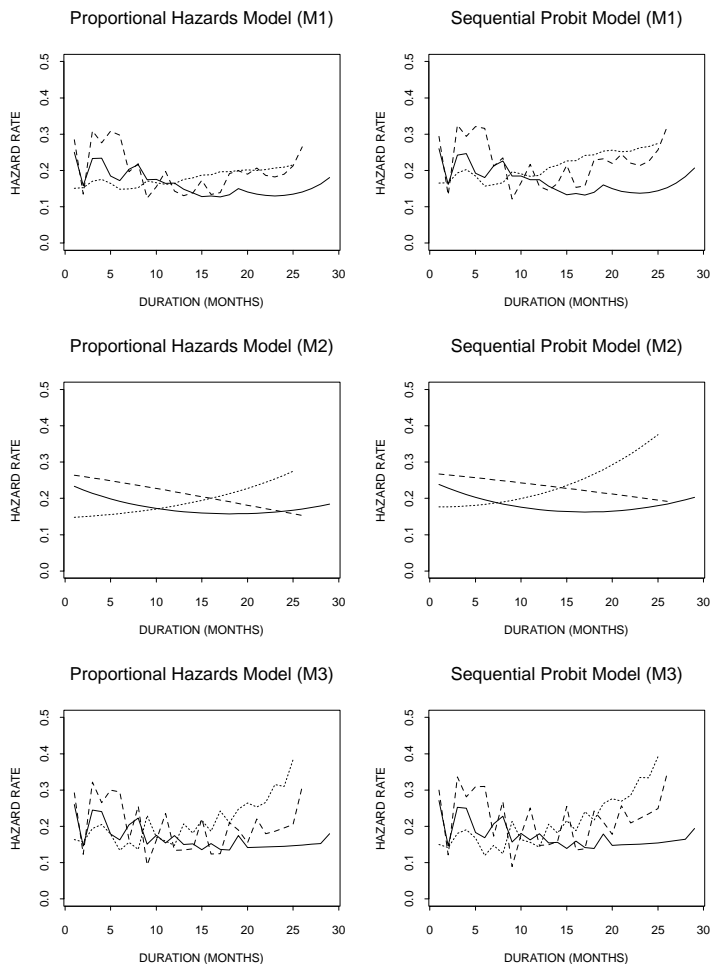 Proportional Hazards Model (M1)
HAZARD RATE
0.0 0.1 0.2 0.3 0.4 0.5
0 5 10 15 20 25 30
DURATION (MONTHS)
Sequential Probit Model (M1)
HAZARD RATE
0.0 0.1 0.2 0.3 0.4 0.5
0 5 10 15 20 25 30
DURATION (MONTHS)
Proportional Hazards Model (M2)
HAZARD RATE
0.0 0.1 0.2 0.3 0.4 0.5
0 5 10 15 20 25 30
DURATION (MONTHS)
Sequential Probit Model (M2)
HAZARD RATE
0.0 0.1 0.2 0.3 0.4 0.5
0 5 10 15 20 25 30
DURATION (MONTHS)
Proportional Hazards Model (M3)
HAZARD RATE
0.0 0.1 0.2 0.3 0.4 0.5
0 5 10 15 20 25 30
DURATION (MONTHS)
Sequential Probit Model (M3)
HAZARD RATE
0.0 0.1 0.2 0.3 0.4 0.5
0 5 10 15 20 25 30
DURATION (MONTHS)